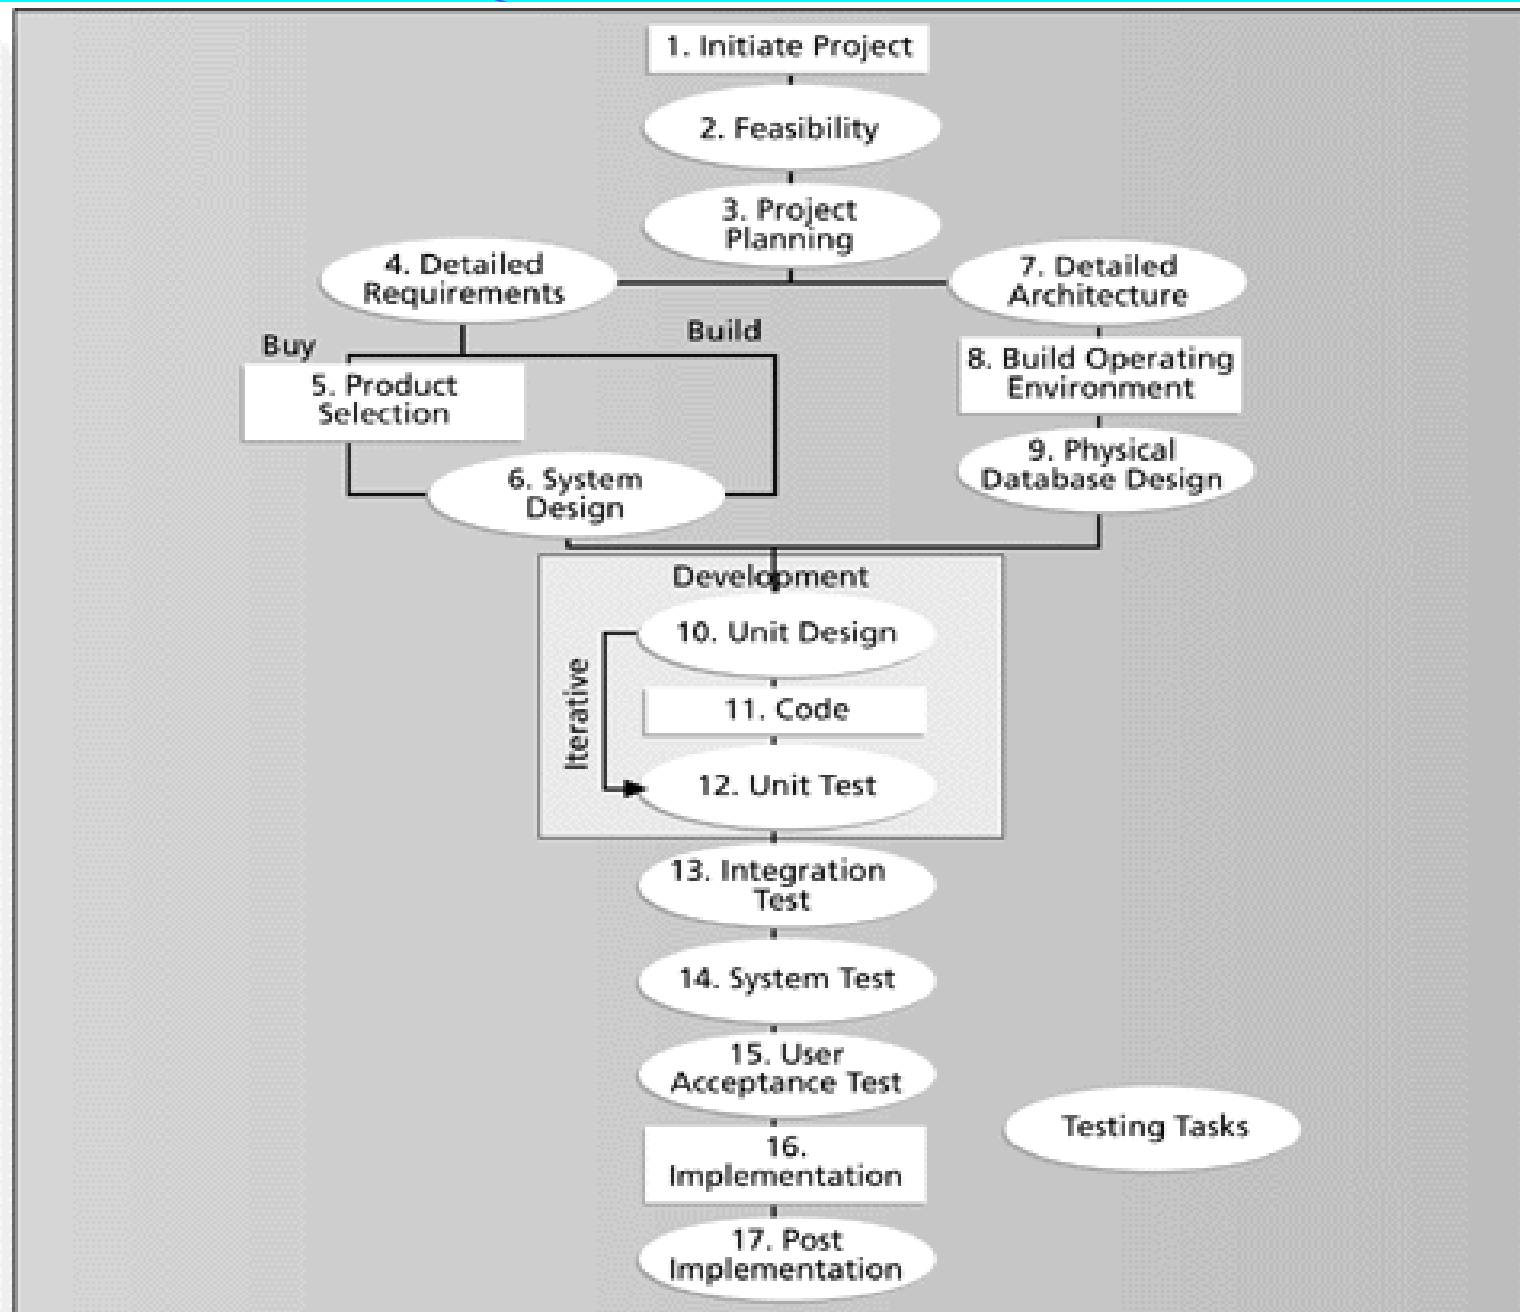 1. Initiate Project
2. Feasibility
3. Project
Planning
4. Detailed
Requirements
7. Detailed
Architecture
Buy
Build
5. Product
Selection
8. Build Operating
Environment
6. System
Design
9. Physical
Database Design
Development
Iterative
10. Unit Design
11. Code
12. Unit Test
13. Integration
Test
14. System Test
15. User
Acceptance Test
Testing Tasks
16.
Implementation
17. Post
Implementation